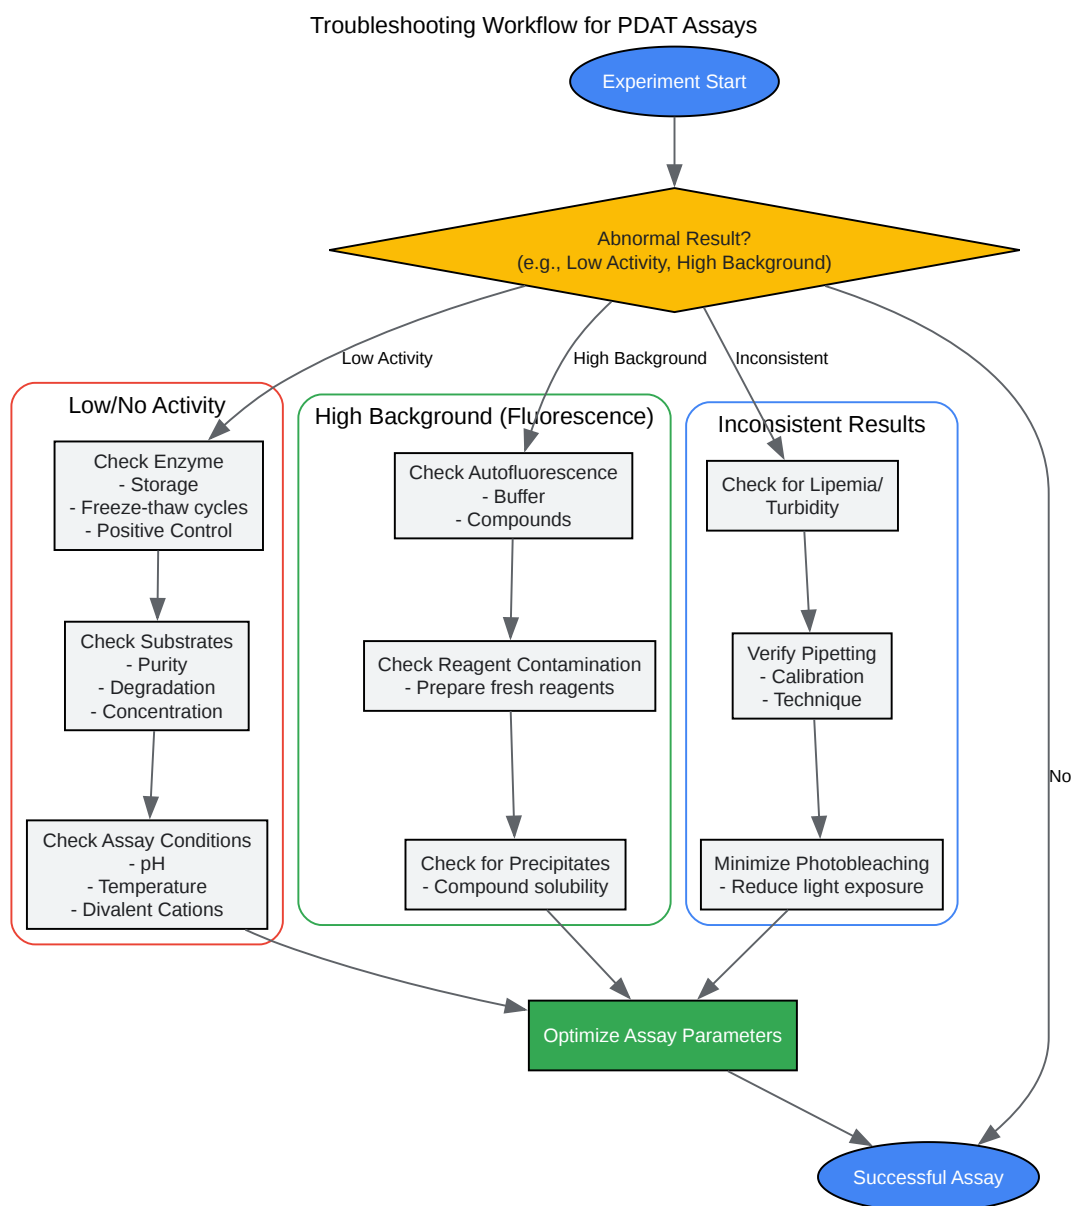 Troubleshooting Workflow for PDAT Assays
Experiment Start
Abnormal Result?
(e.g., Low Activity, High Background)
Low Activity
High Background
Inconsistent
No
Low/No Activity
Check Enzyme
- Storage
- Freeze-thaw cycles
- Positive Control
Check Substrates
- Purity
- Degradation
- Concentration
Check Assay Conditions
- pH
- Temperature
- Divalent Cations
High Background (Fluorescence)
Check Autofluorescence
- Buffer
- Compounds
Check Reagent Contamination
- Prepare fresh reagents
Check for Precipitates
- Compound solubility
Inconsistent Results
Check for Lipemia/
Turbidity
Verify Pipetting
- Calibration
- Technique
Minimize Photobleaching
- Reduce light exposure
Optimize Assay Parameters
Successful Assay